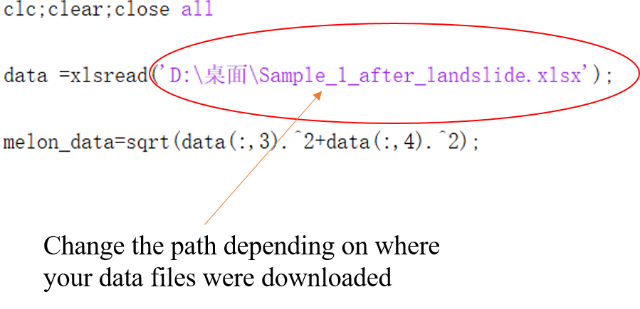 clc;clear;close all
data =xlsread('D:\桌面\Sample_1_after_landslide.xlsx');
melon_data=sqrt(data(:,3).^2+data(:,4).^2);
Change the path depending on where
your data files were downloaded